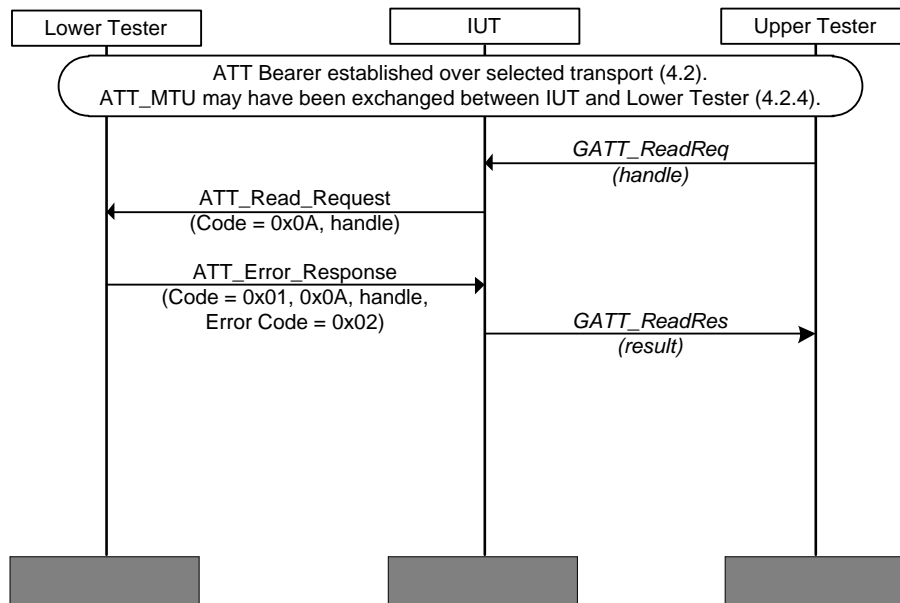 Lower Tester
IUT
Upper Tester
ATT Bearer established over selected transport (4.2).
ATT_MTU may have been exchanged between IUT and Lower Tester (4.2.4).
GATT_ReadReq
(handle)
ATT_Read_Request
(Code = 0x0A, handle)
ATT_Error_Response
(Code = 0x01, 0x0A, handle,
Error Code = 0x02)
GATT_ReadRes
(result)